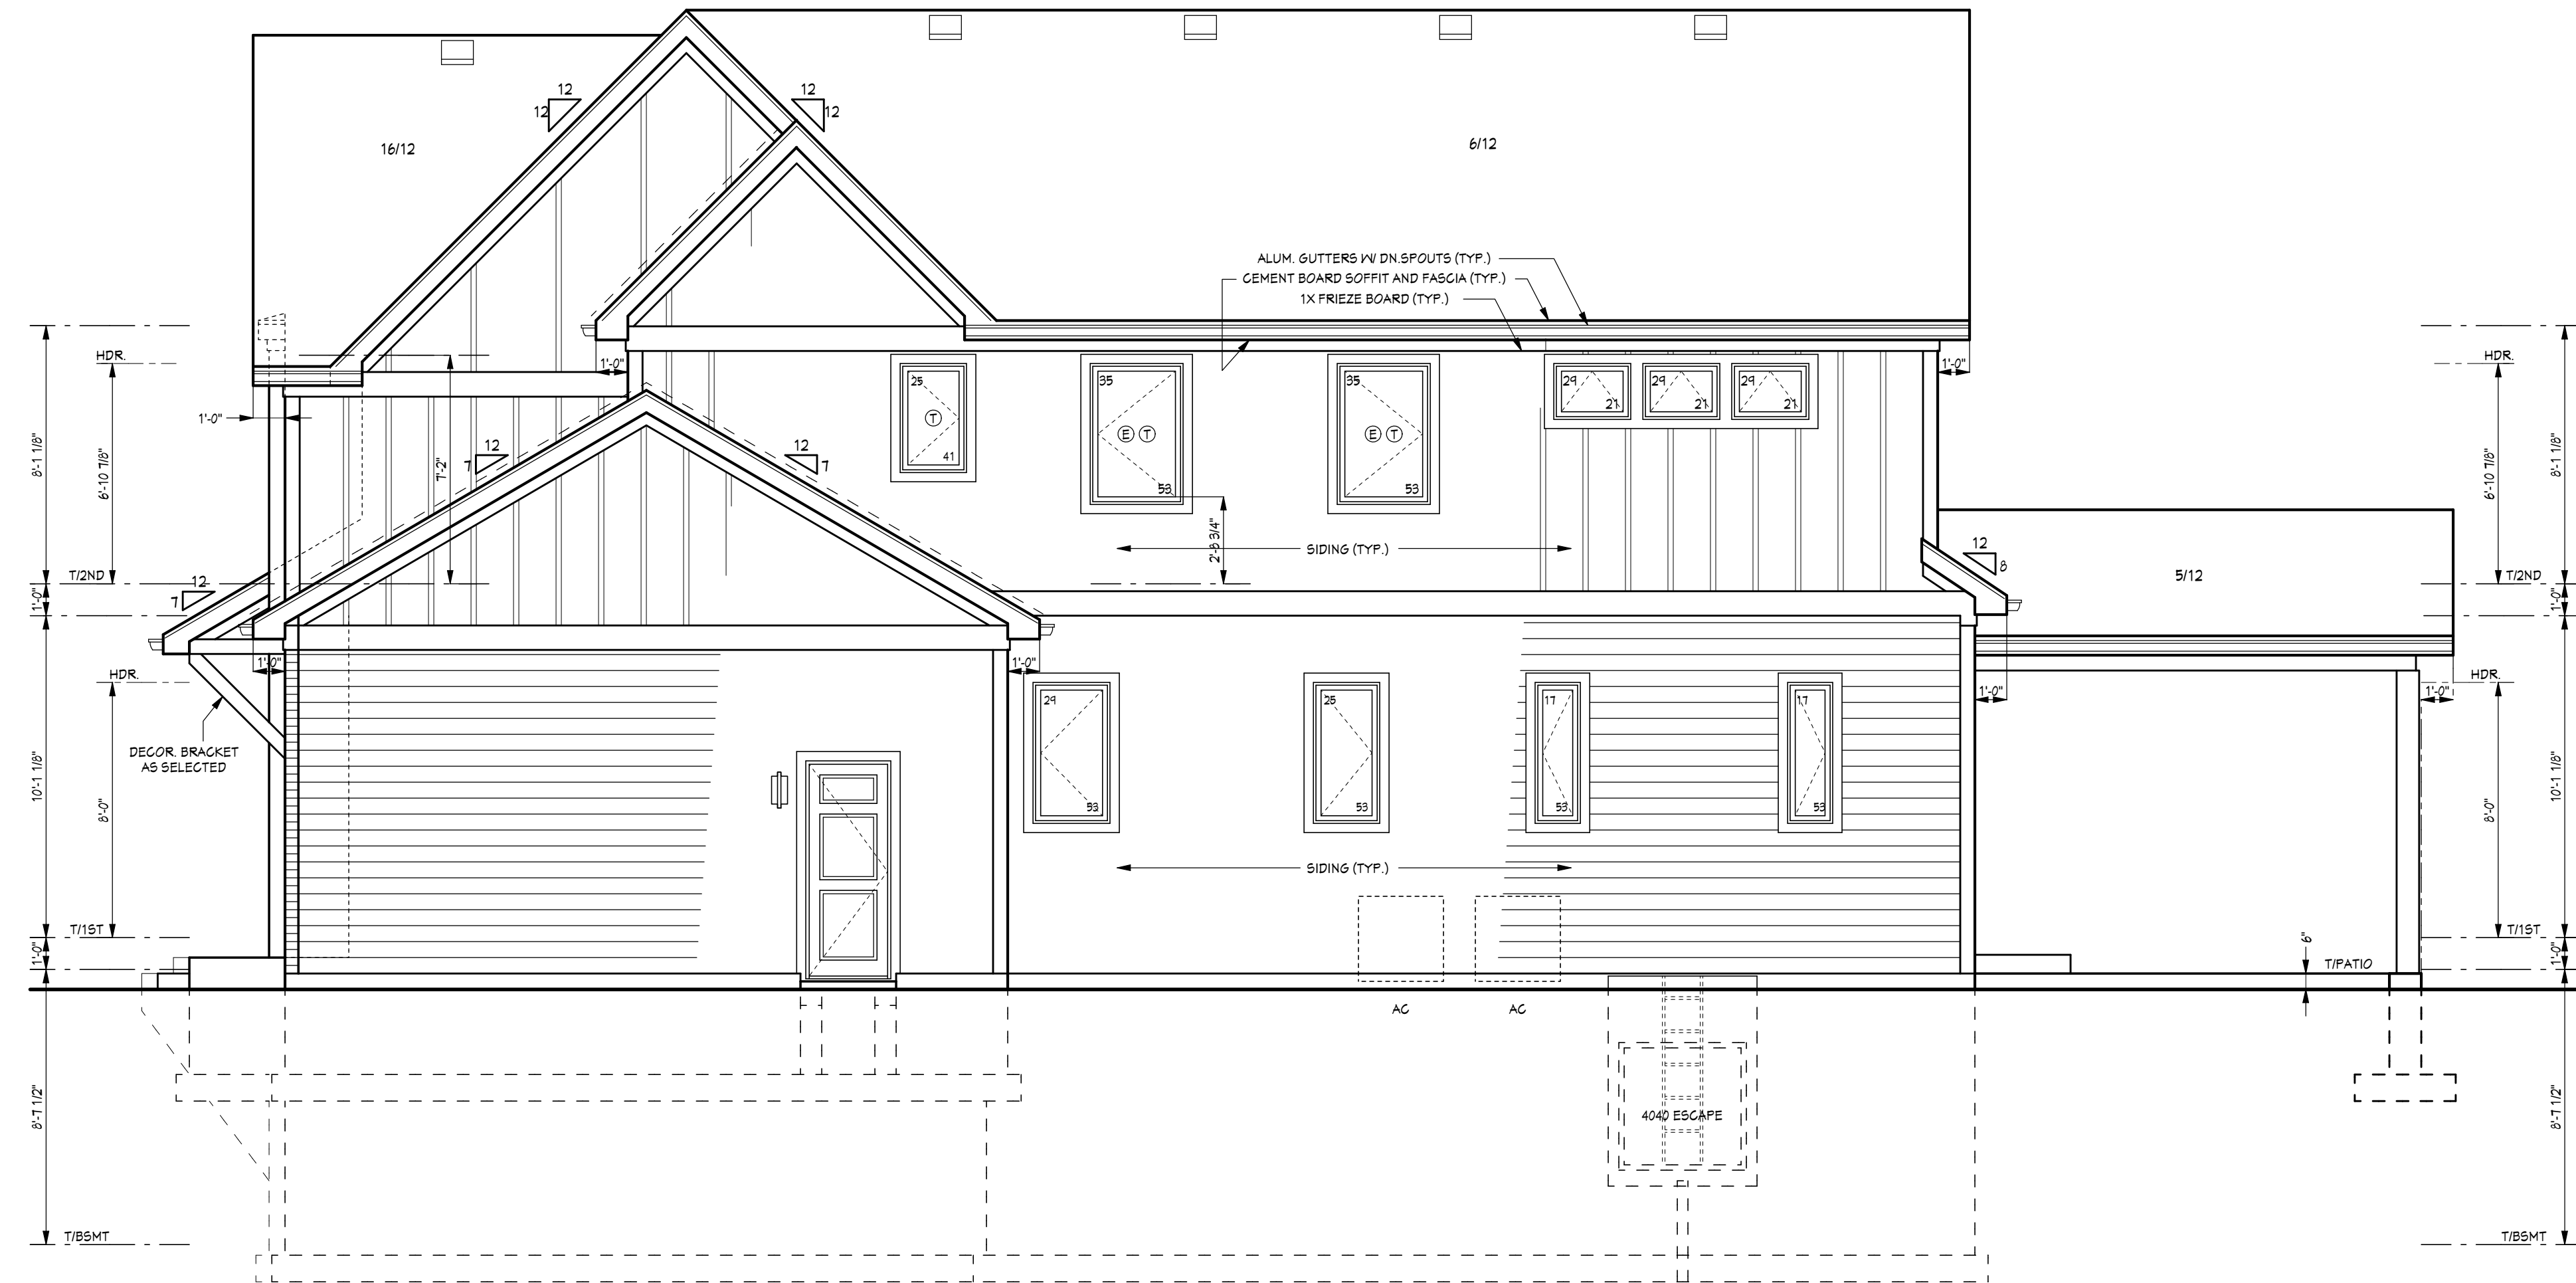 12
12
12
12
16/12
6/12
ALUM. GUTTERS W/ DN.SPOUTS (TYP.)
CEMENT BOARD SOFFIT AND FASCIA (TYP.)
1X FRIEZE BOARD (TYP.)
HDR.
HDR.
1'-0"
1'-0"
1'-0"
25
T
41
35
E T
53
35
E T
53
29
21
29
21
29
21
8'-1 1/8"
6'-10 7/8"
7'-2"
12
7
12
7
2'-8 3/4"
SIDING (TYP.)
6'-10 7/8"
8'-1 1/8"
12
8
5/12
T/2ND
T/2ND
12
7
1'-0"
1'-0"
1'-0"
1'-0"
HDR.
HDR.
1'-0"
1'-0"
29
53
25
53
17
53
17
53
DECOR. BRACKET
AS SELECTED
10'-1 1/8"
8'-0"
8'-0"
10'-1 1/8"
SIDING (TYP.)
T/1ST
T/1ST
1'-0"
1'-0"
6"
T/PATIO
AC
AC
8'-7 1/2"
8'-7 1/2"
4040 ESCAPE
T/BSMT
T/BSMT